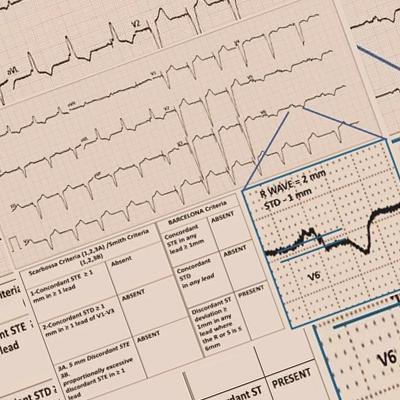 aVL
V2
R WAVE = 2 mm
STD - 1 mm
V6
Scarbossa Criteria (1,2,3A) /Smith Criteria
(1,2,3B)
BARCELONA Criteria
1-Concordant STE ≥ 1
mm in ≥ 1 lead
Absent
Concordant
STE in any
lead ≥ 1mm
ABSENT
2-Concordant STD ≥ 1
mm in ≥ 1 lead of V1-V3
ABSENT
Concordant
STD
in any lead
ABSENT
3A. 5 mm Discordant STE
3B.
proportionally excessive
discordant STE in ≥ 1
lead
ABSENT
Discordant ST
deviation ≥
1mm in any
lead where
the R or S is ≤
6mm
PRESENT
lead
V6
ST
PRESENT